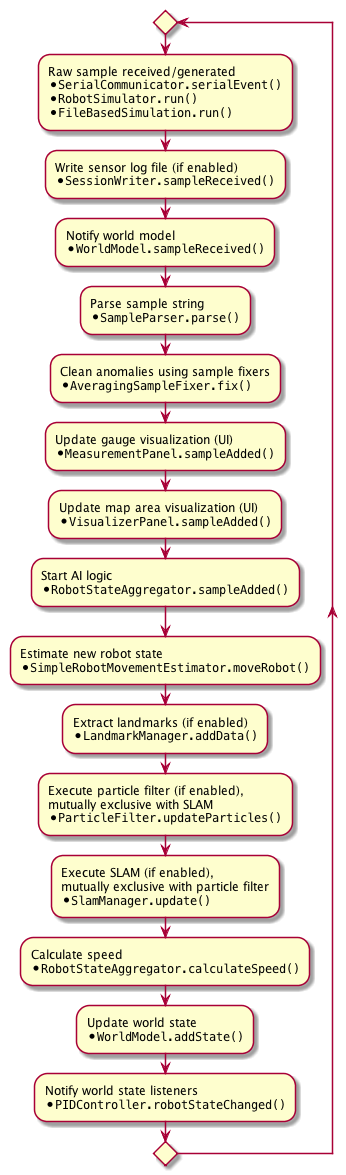 Raw sample received/generated
•SerialCommunicator.serialEvent()
•RobotSimulator.run()
•FileBasedSimulation.run()
Write sensor log file (if enabled)
•SessionWriter.sampleReceived()
Notify world model
•WorldModel.sampleReceived()
Parse sample string
•SampleParser.parse()
Clean anomalies using sample fixers
•AveragingSampleFixer.fix()
Update gauge visualization (UI)
•MeasurementPanel.sampleAdded()
Update map area visualization (UI)
•VisualizerPanel.sampleAdded()
Start AI logic
•RobotStateAggregator.sampleAdded()
Estimate new robot state
•SimpleRobotMovementEstimator.moveRobot()
Extract landmarks (if enabled)
•LandmarkManager.addData()
Execute particle filter (if enabled),
mutually exclusive with SLAM
•ParticleFilter.updateParticles()
Execute SLAM (if enabled),
mutually exclusive with particle filter
•SlamManager.update()
Calculate speed
•RobotStateAggregator.calculateSpeed()
Update world state
•WorldModel.addState()
Notify world state listeners
•PIDController.robotStateChanged()